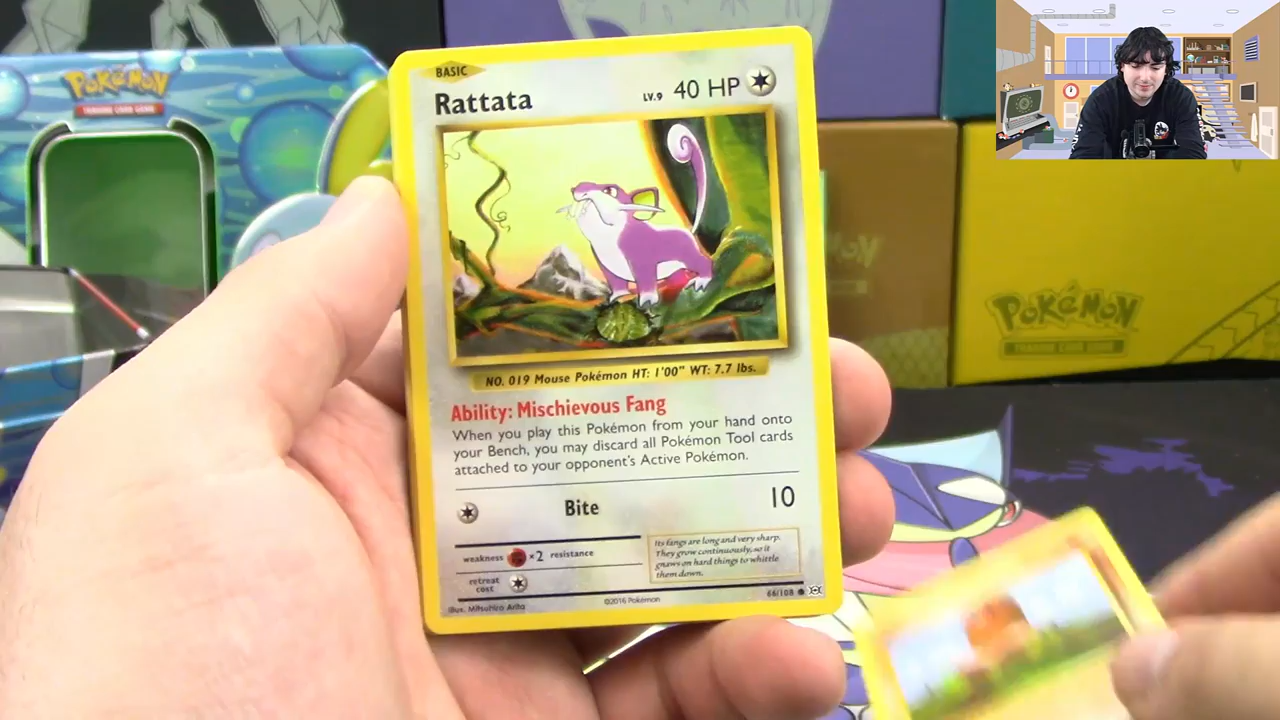 POKÉMON
TRADING CARD GAME
BASIC
Rattata
LV.9 40 HP
NO. 019 Mouse Pokémon HT: 1'00" WT: 7.7 lbs.
Ability: Mischievous Fang
When you play this Pokémon from your hand onto
your Bench, you may discard all Pokémon Tool cards
attached to your opponent's Active Pokémon.
Bite 10
weakness ×2 resistance
retreat
cost
Its fangs are long and very sharp.
They grow continuously, so it
gnaws on hard things to whittle
them down.
Illus. Mitsuhiro Arita
©2016 Pokémon
66/108
POKÉMON
TRADING CARD GAME